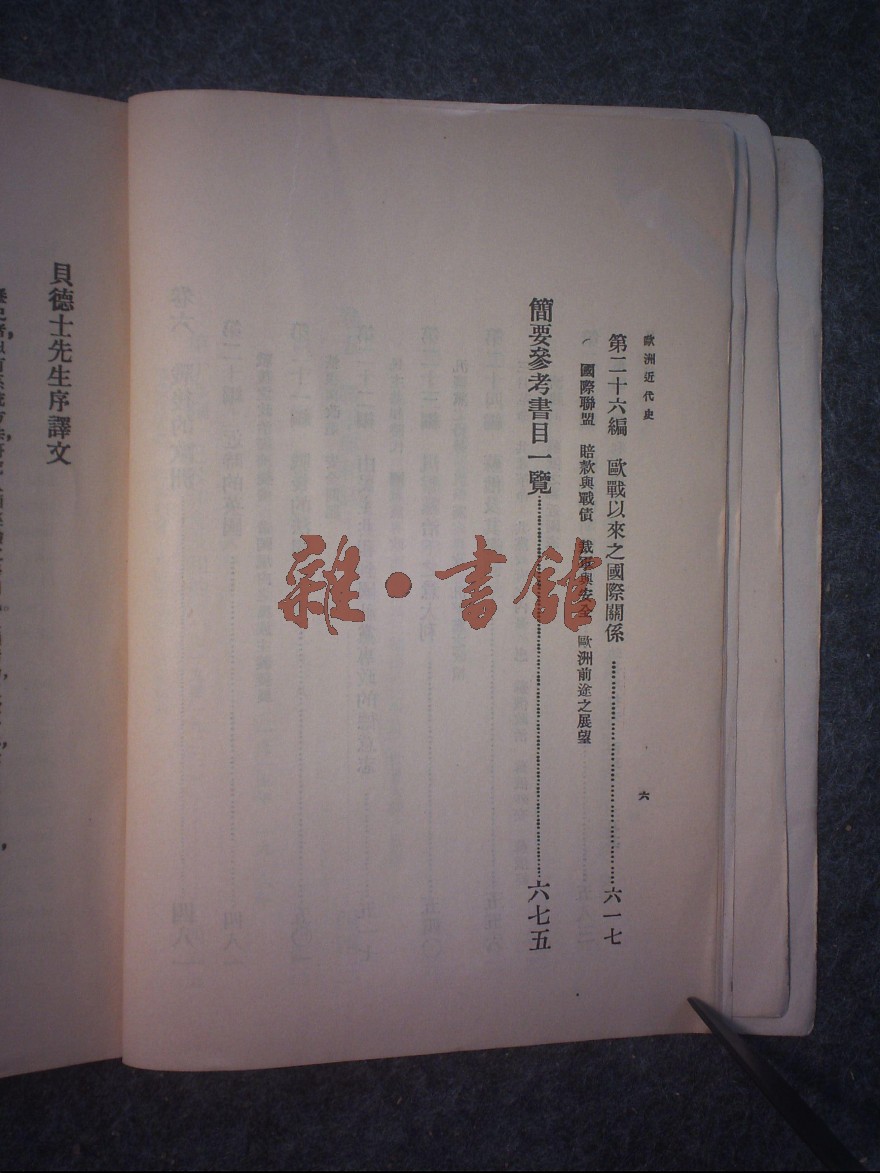 歐洲近代史
六
第二十六編　歐戰以來之國際關係……六一七
國際聯盟　賠款與戰債　裁軍與安全　歐洲前途之展望
簡要參考書目一覽……六七五
貝德士先生序譯文
雜·書館